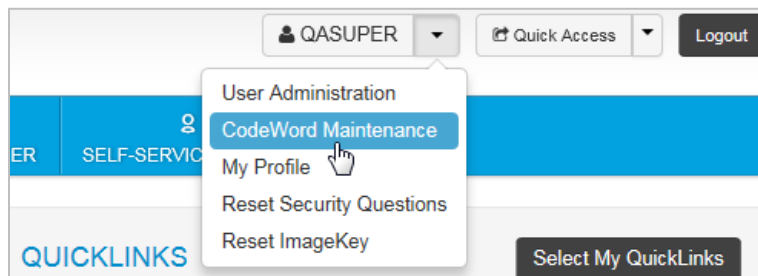 QASUPER Quick Access Logout
User Administration
CodeWord Maintenance
ER SELF-SERVIC
My Profile
Reset Security Questions
Reset ImageKey
QUICKLINKS Select My QuickLinks